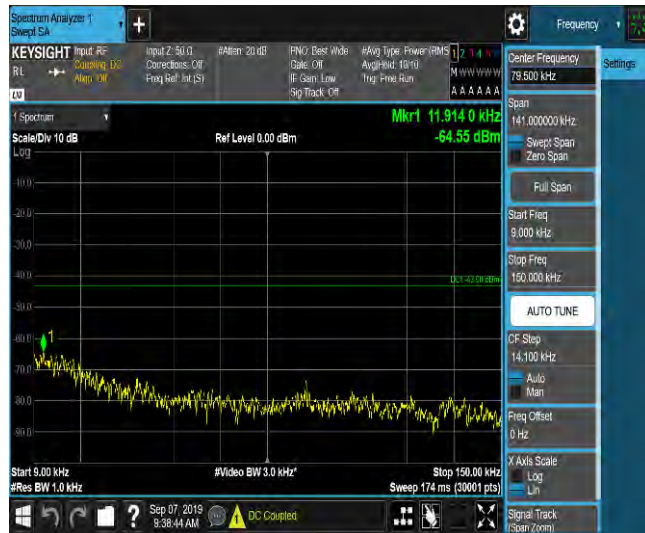 Spectrum Analyzer 1
Swept SA
Frequency
KEYSIGHT
RL
Input: RF
Coupling: DC
Align: Off
Input Z: 50 Ω
Corrections: Off
Freq Ref: Int (S)
#Atten: 20 dB
PNO: Best Wide
Gate: Off
IF Gain: Low
Sig Track: Off
#Avg Type: Power (RMS
Avg|Hold: 10/10
Trig: Free Run
M W W W W W
A A A A A A
1 Spectrum
Scale/Div 10 dB
Log
Ref Level 0.00 dBm
Mkr1 11.914 0 kHz
-64.55 dBm
-10.0
-20.0
-30.0
-40.0
-50.0
-60.0
-70.0
-80.0
-90.0
1
Start 9.00 kHz
#Res BW 1.0 kHz
#Video BW 3.0 kHz*
Stop 150.00 kHz
Sweep 174 ms (30001 pts)
Sep 07, 2019
9:38:44 AM
DC Coupled
Center Frequency
79.500 kHz
Settings
Span
141.000000 kHz
Swept Span
Zero Span
Full Span
Start Freq
9.000 kHz
Stop Freq
150.000 kHz
AUTO TUNE
CF Step
14.100 kHz
Auto
Man
Freq Offset
0 Hz
X Axis Scale
Log
Lin
Signal Track
(Span Zoom)